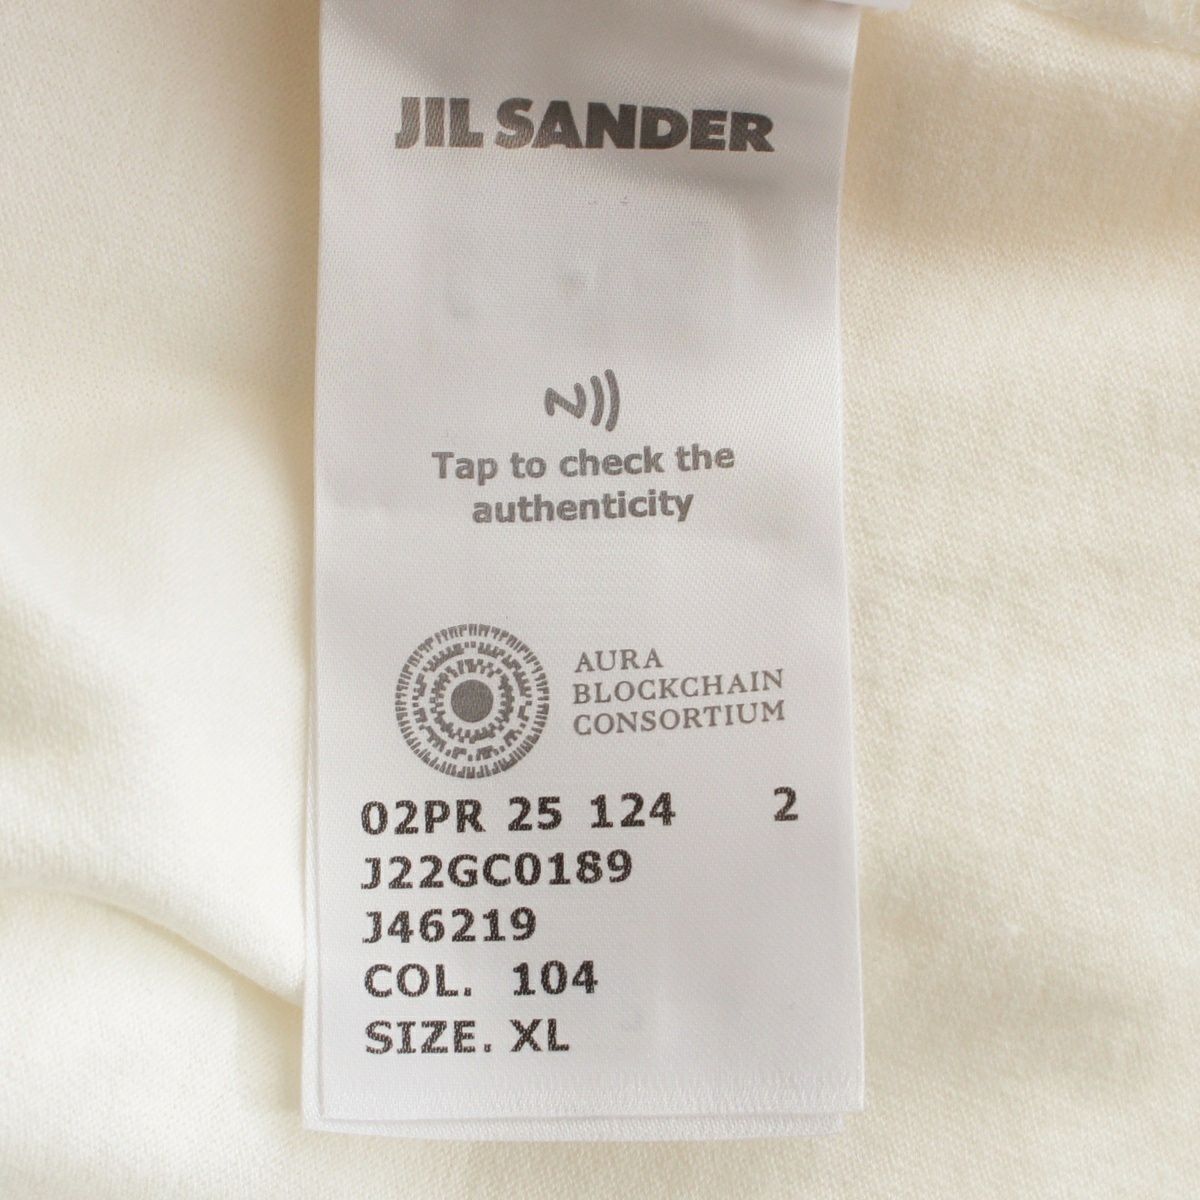 JIL SANDER
Tap to check the
authenticity
AURA
BLOCKCHAIN
CONSORTIUM
02PR 25 124 2
J22GC0189
J46219
COL. 104
SIZE. XL